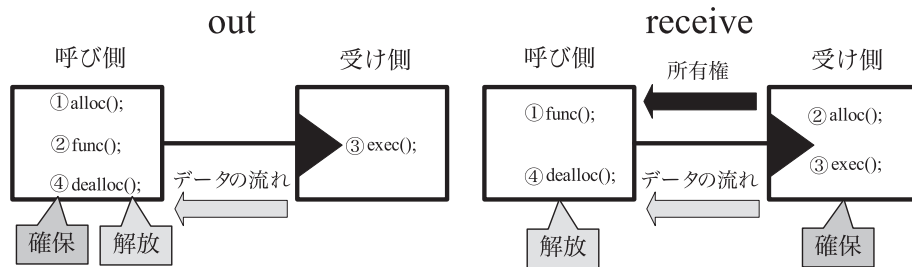 out
呼び側
受け側
①alloc();
②func();
④dealloc();
③exec();
データの流れ
確保
解放
receive
呼び側
受け側
所有権
①func();
②alloc();
③exec();
④dealloc();
データの流れ
解放
確保